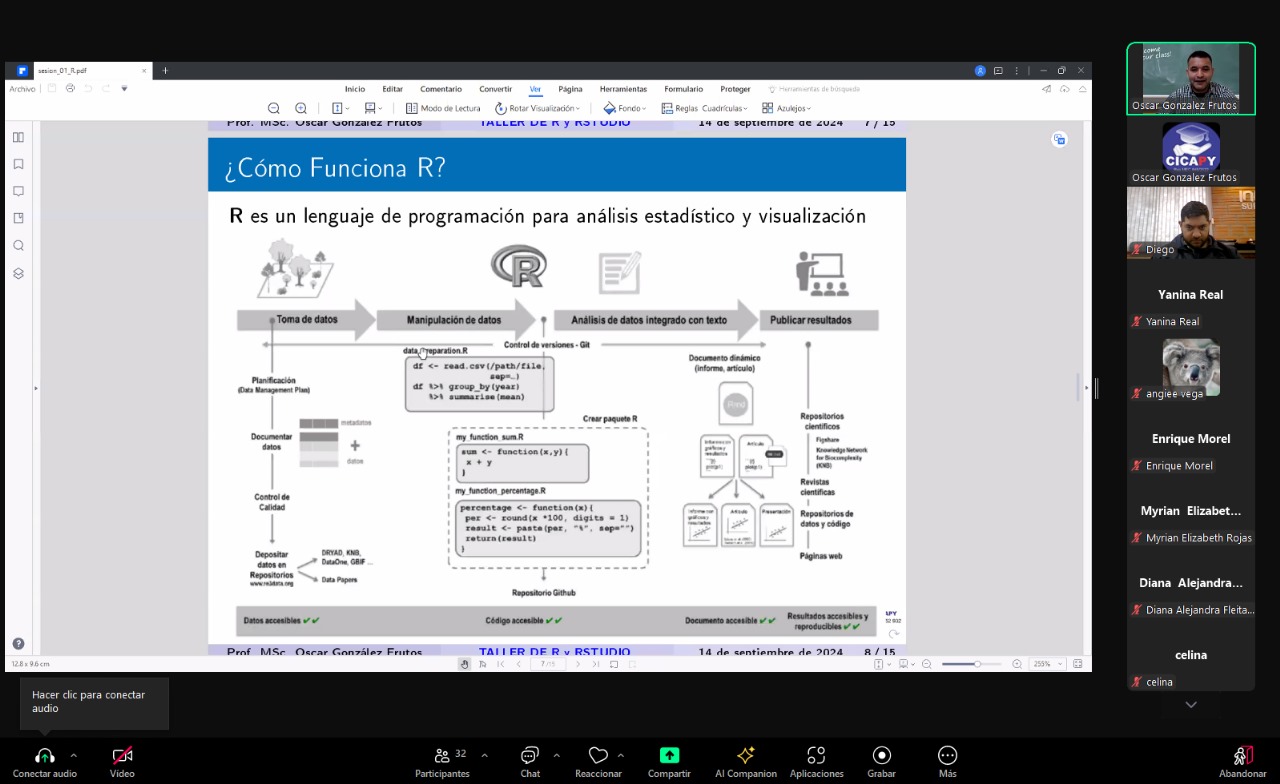 sesion_01_R.pdf
Archivo
Inicio Editar Comentario Convertir Ver Página Herramientas Formulario Proteger Herramientas de búsqueda
Modo de Lectura Rotar Visualización Fondo Reglas Cuadrículas Azulejos
Prof. MSc. Oscar González Frutos TALLER DE R y RSTUDIO 14 de septiembre de 2024 7 / 15
¿Cómo Funciona R?
R es un lenguaje de programación para análisis estadístico y visualización
Toma de datos
Manipulación de datos
Análisis de datos integrado con texto
Publicar resultados
Control de versiones - Git
Planificación
(Data Management Plan)
Documentar
datos
metadatos
+
datos
Control de
Calidad
Depositar
datos en
Repositorios
www.re3data.org
DRYAD, KNB,
DataOne, GBIF ...
Data Papers
df <- read.csv(/path/file,
sep=…)
df %>% group_by(year)
%>% summarise(mean)
Crear paquete R
my_function_sum.R
sum <- function(x,y){
x + y
}
my_function_percentage.R
percentage <- function(x){
per <- round(x *100, digits = 1)
result <- paste(per, "%", sep="")
return(result)
}
Repositorio Github
Documento dinámico
(informe, artículo)
Informe con
gráficos y
resultados
Artículo
Presentación
Repositorios
científicos
Figshare
Knowledge Network
for Biocomplexity
(KNB)
Revistas
científicas
Repositorios de
datos y código
Páginas web
Datos accesibles ✔✔
Código accesible ✔✔
Documento accesible ✔✔
Resultados accesibles y
reproducibles ✔✔
Prof. MSc. Oscar González Frutos TALLER DE R y RSTUDIO 14 de septiembre de 2024 8 / 15
12.8 x 9.6 cm
7 / 15
255%
Hacer clic para conectar
audio
Oscar Gonzalez Frutos
CICAPY
Oscar Gonzalez Frutos
Diego
Yanina Real
Yanina Real
angiee vega
Enrique Morel
Enrique Morel
Myrian Elizabet...
Myrian Elizabeth Rojas
Diana Alejandra...
Diana Alejandra Fleita...
celina
celina
Conectar audio
Video
Participantes
32
Chat
Reaccionar
Compartir
AI Companion
Aplicaciones
Grabar
Más
Abandonar